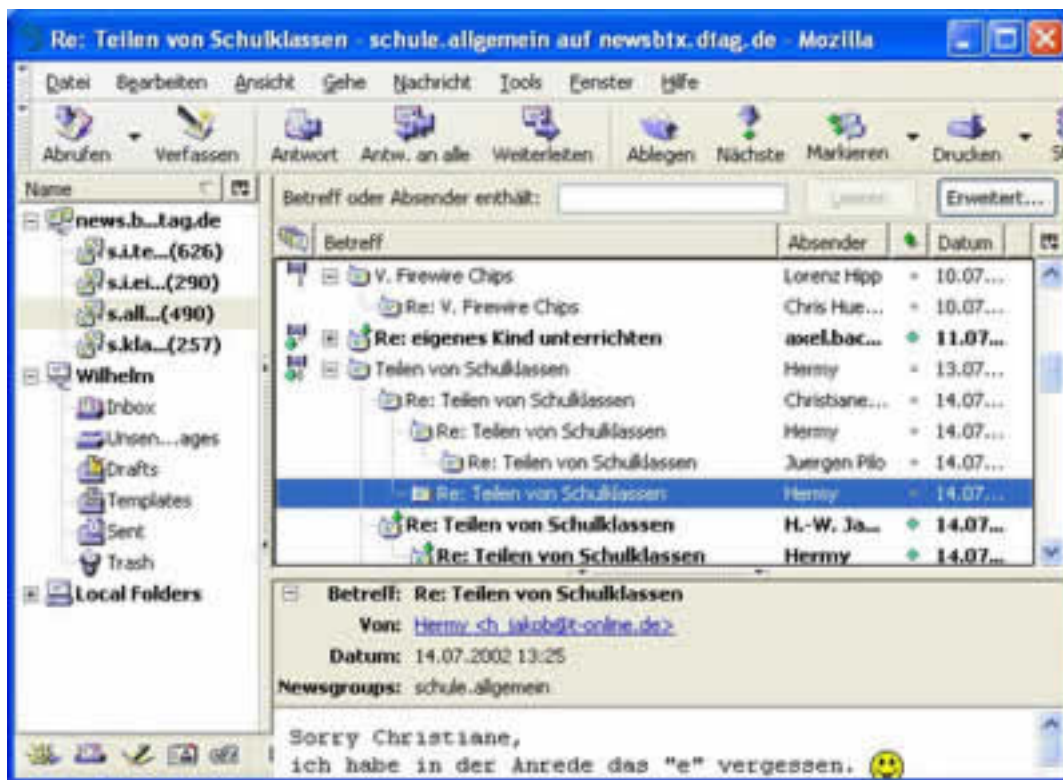 Re: Teilen von Schulklassen - schule.allgemein auf newsbtx.dtag.de - Mozilla
Datei Bearbeiten Ansicht Gehe Nachricht Tools Fenster Hilfe
Abrufen Verfassen Antwort Antw. an alle Weiterleiten Ablegen Nächste Markieren Drucken S
Name
news.b...tag.de
s.i.te...(626)
s.i.ei...(290)
s.all...(490)
s.kla...(257)
Wilhelm
Inbox
Unsen...ages
Drafts
Templates
Sent
Trash
Local Folders
Betreff oder Absender enthält: Erweitert...
Betreff Absender Datum
V. Firewire Chips Lorenz Hipp 10.07...
Re: V. Firewire Chips Chris Hue... 10.07...
Re: eigenes Kind unterrichten axel.bac... 11.07...
Teilen von Schulklassen Hermy 13.07...
Re: Teilen von Schulklassen Christiane... 14.07...
Re: Teilen von Schulklassen Hermy 14.07...
Re: Teilen von Schulklassen Juergen Plo 14.07...
Re: Teilen von Schulklassen Hermy 14.07...
Re: Teilen von Schulklassen H.-W. Ja... 14.07...
Re: Teilen von Schulklassen Hermy 14.07...
Betreff: Re: Teilen von Schulklassen
Von: Hermy <h_jakob@t-online.de>
Datum: 14.07.2002 13:25
Newsgroups: schule.allgemein
Sorry Christiane,
ich habe in der Anrede das "e" vergessen.